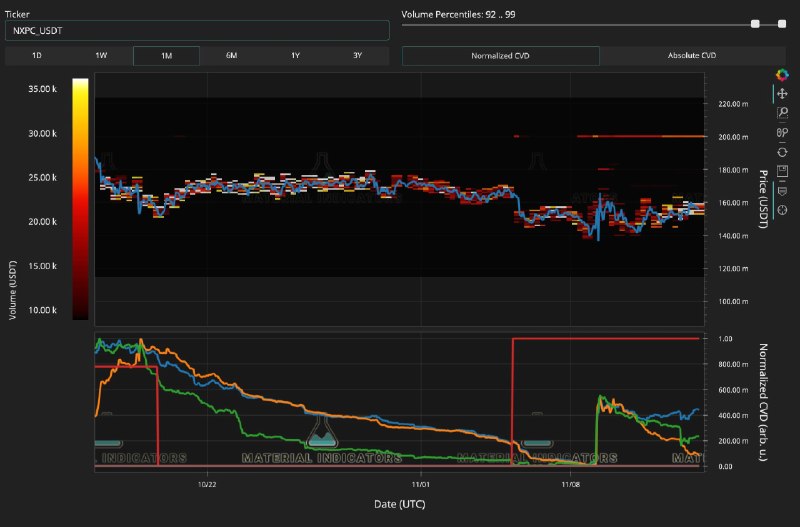 Ticker
NXPC_USDT
Volume Percentiles: 92 .. 99
1D 1W 1M 6M 1Y 3Y
Normalized CVD Absolute CVD
35.00 k
30.00 k
25.00 k
20.00 k
15.00 k
10.00 k
Volume (USDT)
220.00 m
200.00 m
180.00 m
160.00 m
140.00 m
120.00 m
100.00 m
Price (USDT)
1.00
800.00 m
600.00 m
400.00 m
200.00 m
0.00
Normalized CVD (arb. u.)
INDICATORS MATERIAL INDICATORS MATERIAL INDICATORS MAT
10/22 11/01 11/08
Date (UTC)